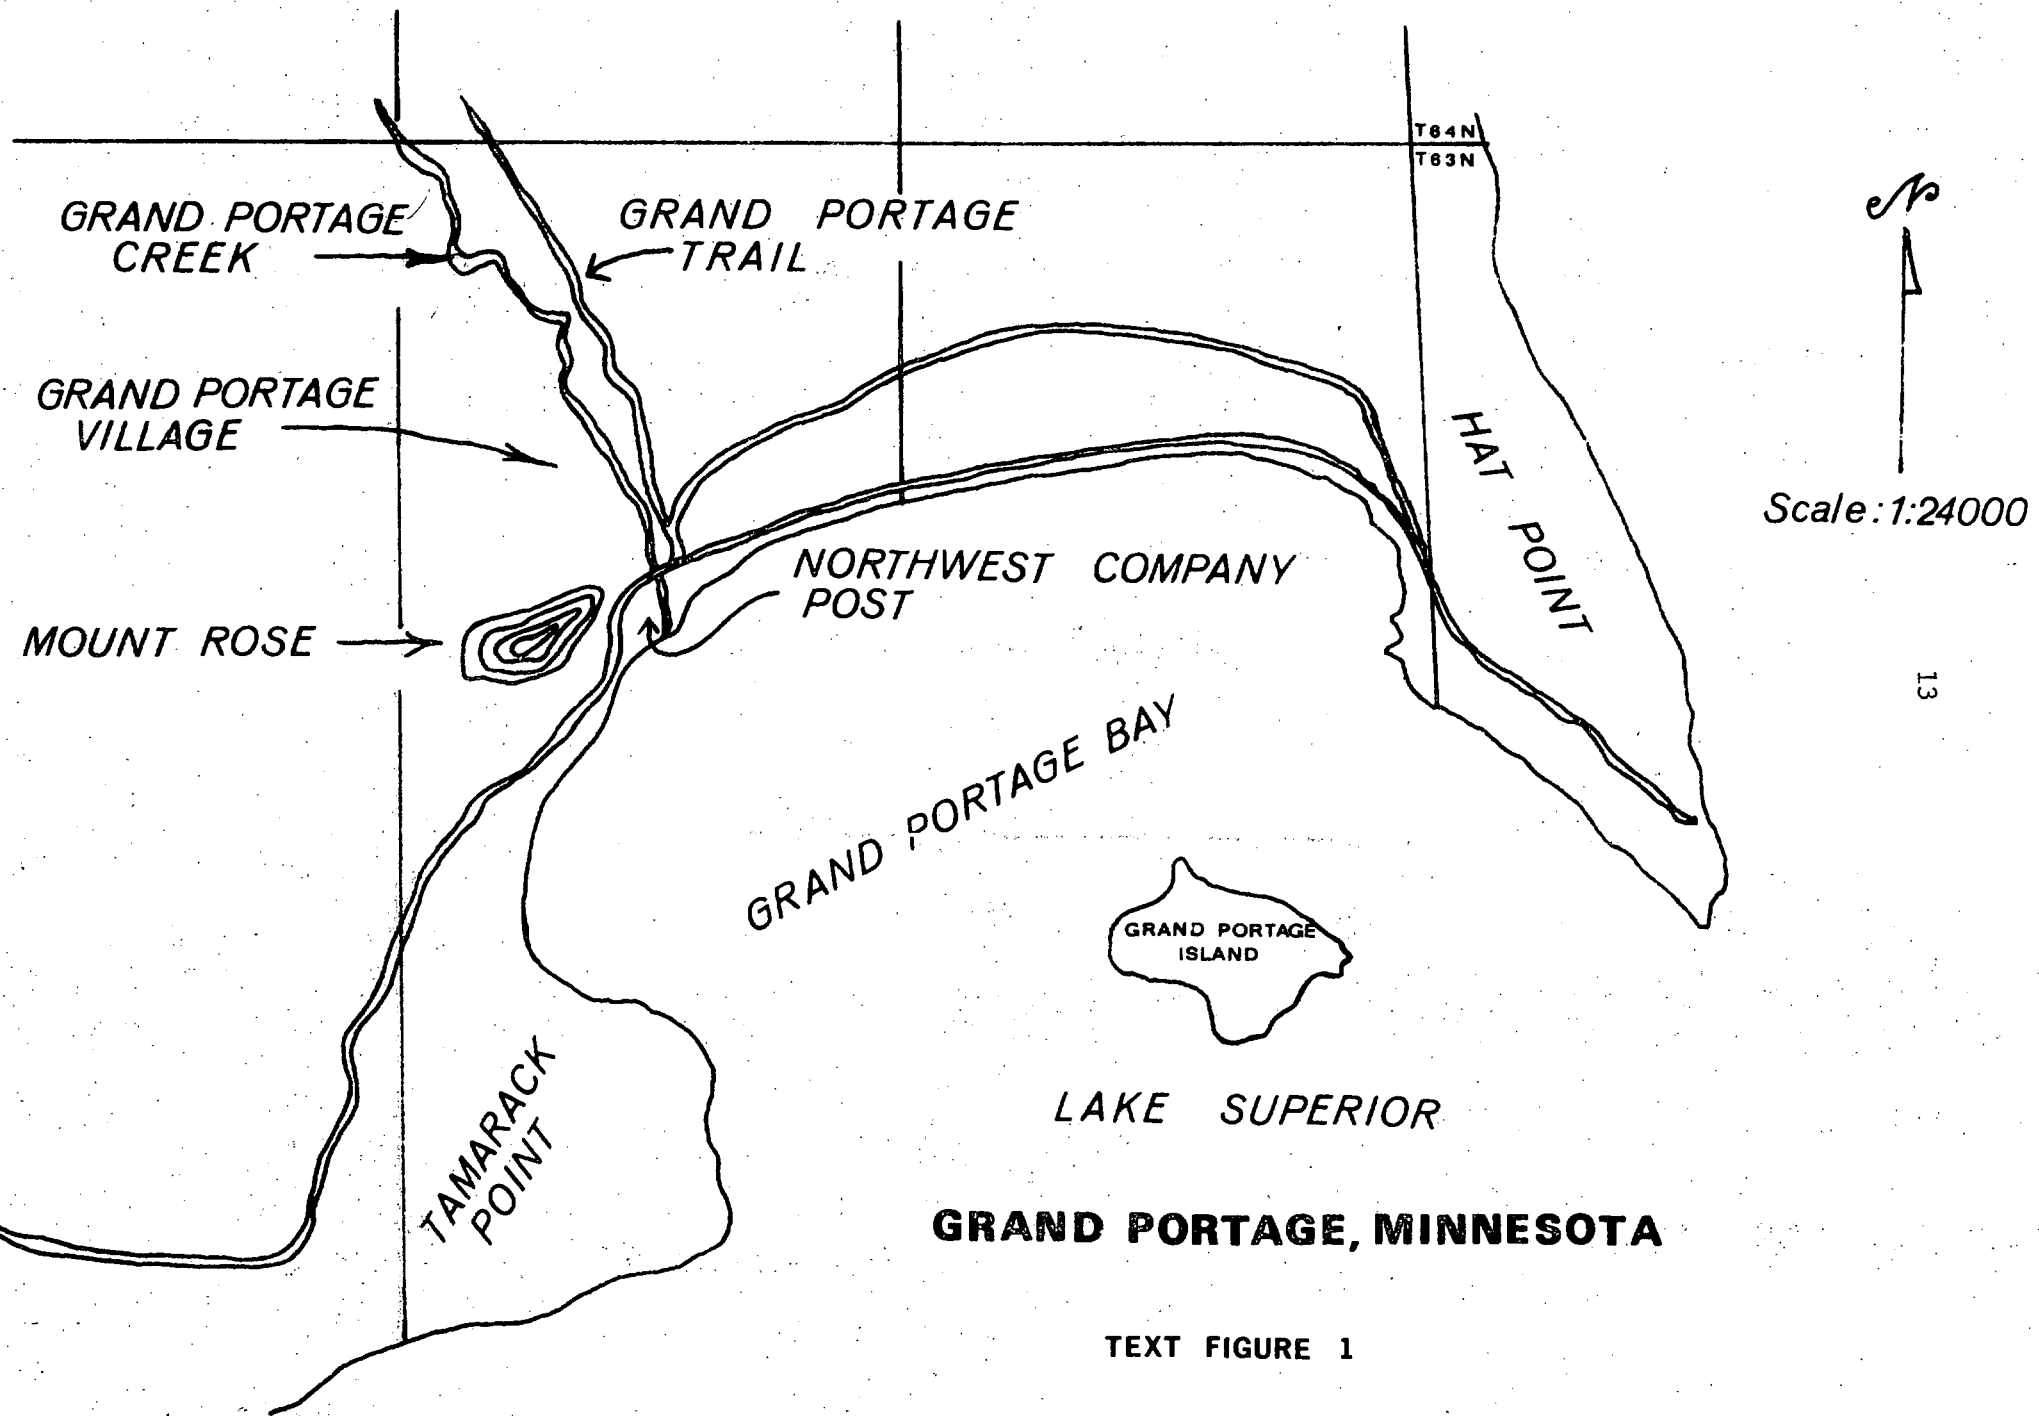 T64N
T63N
N
GRAND PORTAGE
CREEK
GRAND PORTAGE
TRAIL
GRAND PORTAGE
VILLAGE
HAT POINT
Scale: 1:24000
NORTHWEST COMPANY
POST
MOUNT ROSE
13
GRAND PORTAGE BAY
GRAND PORTAGE
ISLAND
TAMARACK
POINT
LAKE SUPERIOR
GRAND PORTAGE, MINNESOTA
TEXT FIGURE 1